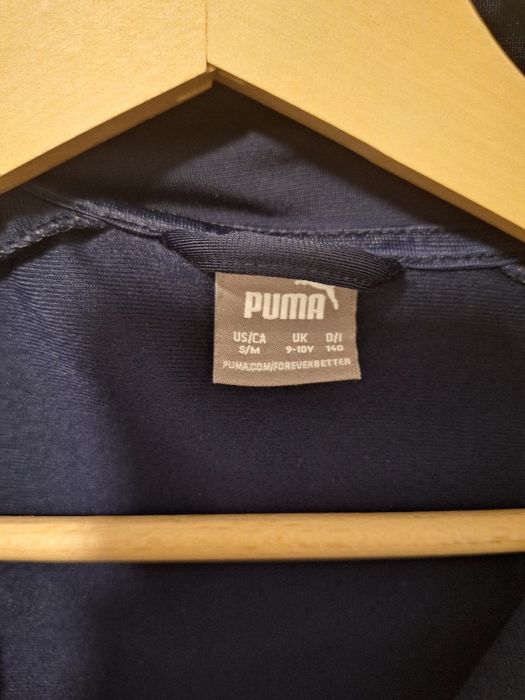 PUMA
US/CA UK D/I
S/M 9-10Y 140
PUMA.COM/FOREVERBETTER